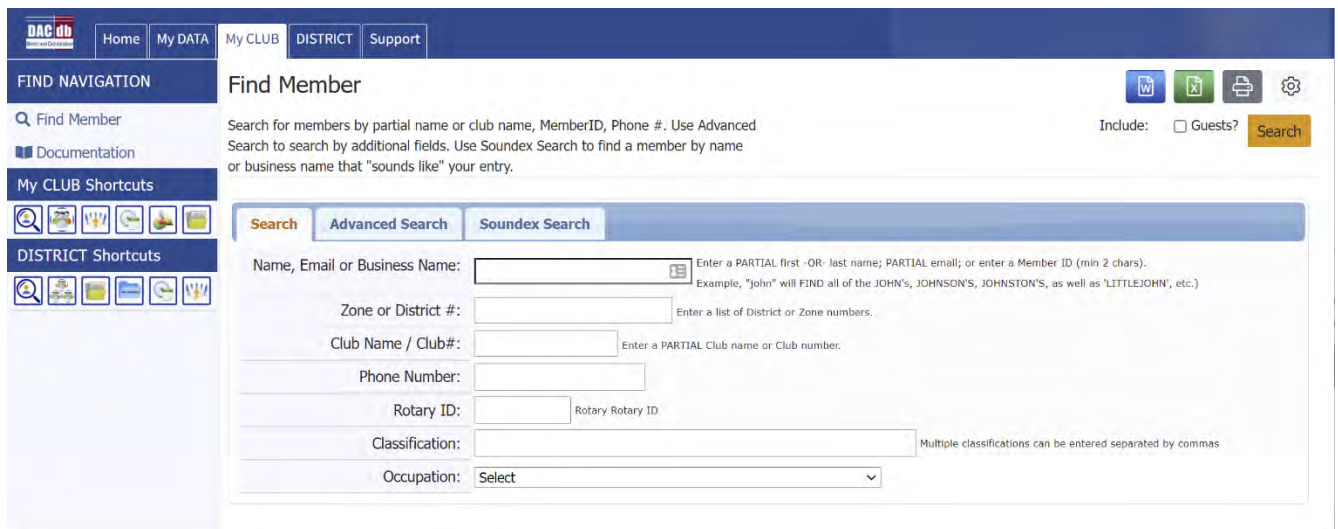 DAC db
Home
My DATA
My CLUB
DISTRICT
Support
FIND NAVIGATION
Find Member
Documentation
My CLUB Shortcuts
DISTRICT Shortcuts
Find Member
Search for members by partial name or club name, MemberID, Phone #. Use Advanced
Search to search by additional fields. Use Soundex Search to find a member by name
or business name that "sounds like" your entry.
Include:
Guests?
Search
Search
Advanced Search
Soundex Search
Name, Email or Business Name:
Enter a PARTIAL first -OR- last name; PARTIAL email; or enter a Member ID (min 2 chars).
Example, "john" will FIND all of the JOHN's, JOHNSON'S, JOHNSTON'S, as well as 'LITTLEJOHN', etc.)
Zone or District #:
Enter a list of District or Zone numbers.
Club Name / Club#:
Enter a PARTIAL Club name or Club number.
Phone Number:
Rotary ID:
Rotary Rotary ID
Classification:
Multiple classifications can be entered separated by commas
Occupation:
Select